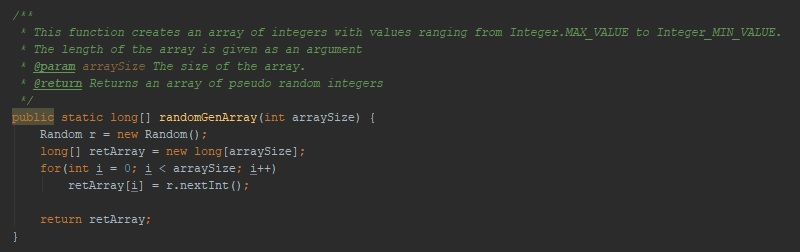 /**
 * This function creates an array of integers with values ranging from Integer.MAX_VALUE to Integer_MIN_VALUE.
 * The length of the array is given as an argument
 * @param arraySize The size of the array.
 * @return Returns an array of pseudo random integers
 */
public static long[] randomGenArray(int arraySize) {
    Random r = new Random();
    long[] retArray = new long[arraySize];
    for(int i = 0; i < arraySize; i++)
        retArray[i] = r.nextInt();

    return retArray;
}